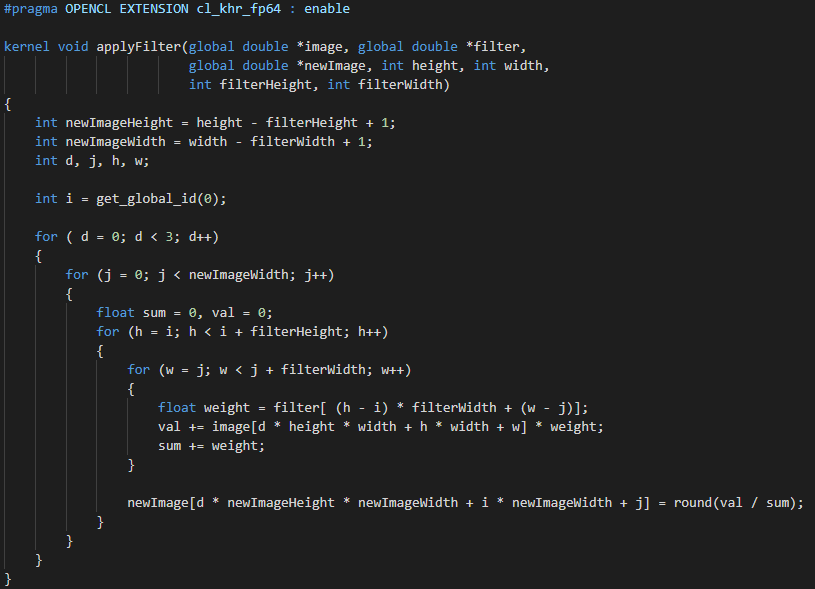 #pragma OPENCL EXTENSION cl_khr_fp64 : enable

kernel void applyFilter(global double *image, global double *filter,
                        global double *newImage, int height, int width,
                        int filterHeight, int filterWidth)
{
    int newImageHeight = height - filterHeight + 1;
    int newImageWidth = width - filterWidth + 1;
    int d, j, h, w;

    int i = get_global_id(0);

    for ( d = 0; d < 3; d++)
    {
        for (j = 0; j < newImageWidth; j++)
        {
            float sum = 0, val = 0;
            for (h = i; h < i + filterHeight; h++)
            {
                for (w = j; w < j + filterWidth; w++)
                {
                    float weight = filter[ (h - i) * filterWidth + (w - j)];
                    val += image[d * height * width + h * width + w] * weight;
                    sum += weight;
                }

                newImage[d * newImageHeight * newImageWidth + i * newImageWidth + j] = round(val / sum);
            }
        }
    }
}